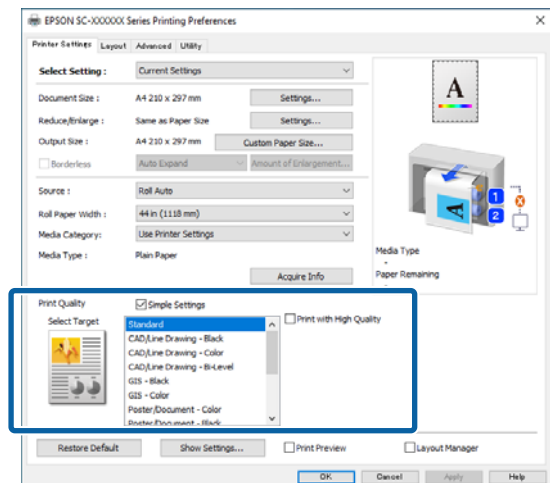 EPSON SC-XXXXXX Series Printing Preferences
Printer Settings Layout Advanced Utility
Select Setting : Current Settings
Document Size : A4 210 x 297 mm Settings...
Reduce/Enlarge : Same as Paper Size Settings...
Output Size : A4 210 x 297 mm Custom Paper Size...
Borderless Auto Expand Amount of Enlargement...
Source : Roll Auto
Roll Paper Width : 44 in (1118 mm)
Media Category: Use Printer Settings
Media Type : Plain Paper
Acquire Info
A
1
2
A
Media Type
-
Paper Remaining
-
Print Quality Simple Settings
Select Target
Standard
CAD/Line Drawing - Black
CAD/Line Drawing - Color
CAD/Line Drawing - Bi-Level
GIS - Black
GIS - Color
Poster/Document - Color
Poster/Document - Black
Print with High Quality
Restore Default Show Settings... Print Preview Layout Manager
OK Cancel Apply Help